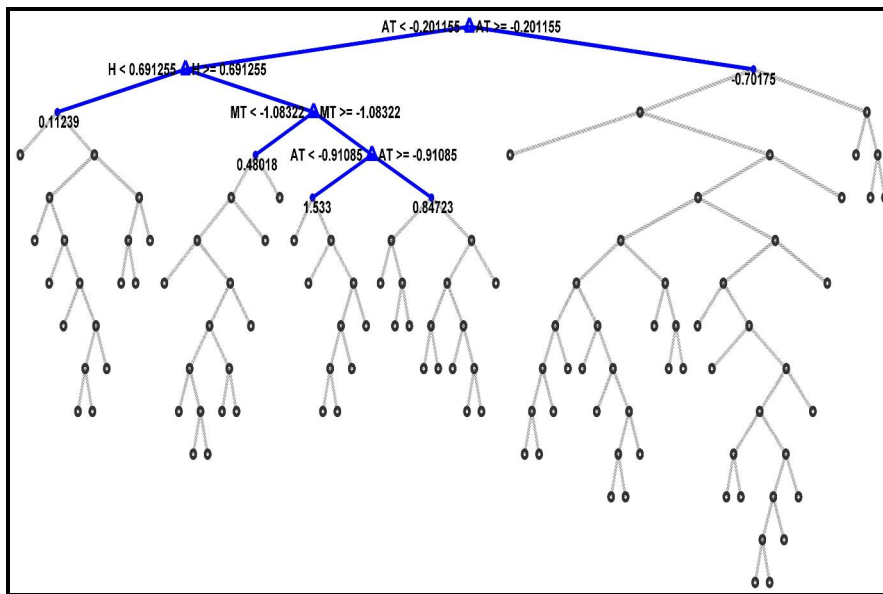 AT < -0.201155 AT >= -0.201155
H < 0.691255 H >= 0.691255
-0.70175
0.11239
MT < -1.08322 MT >= -1.08322
0.48018
AT < -0.91085 AT >= -0.91085
1.533
0.84723